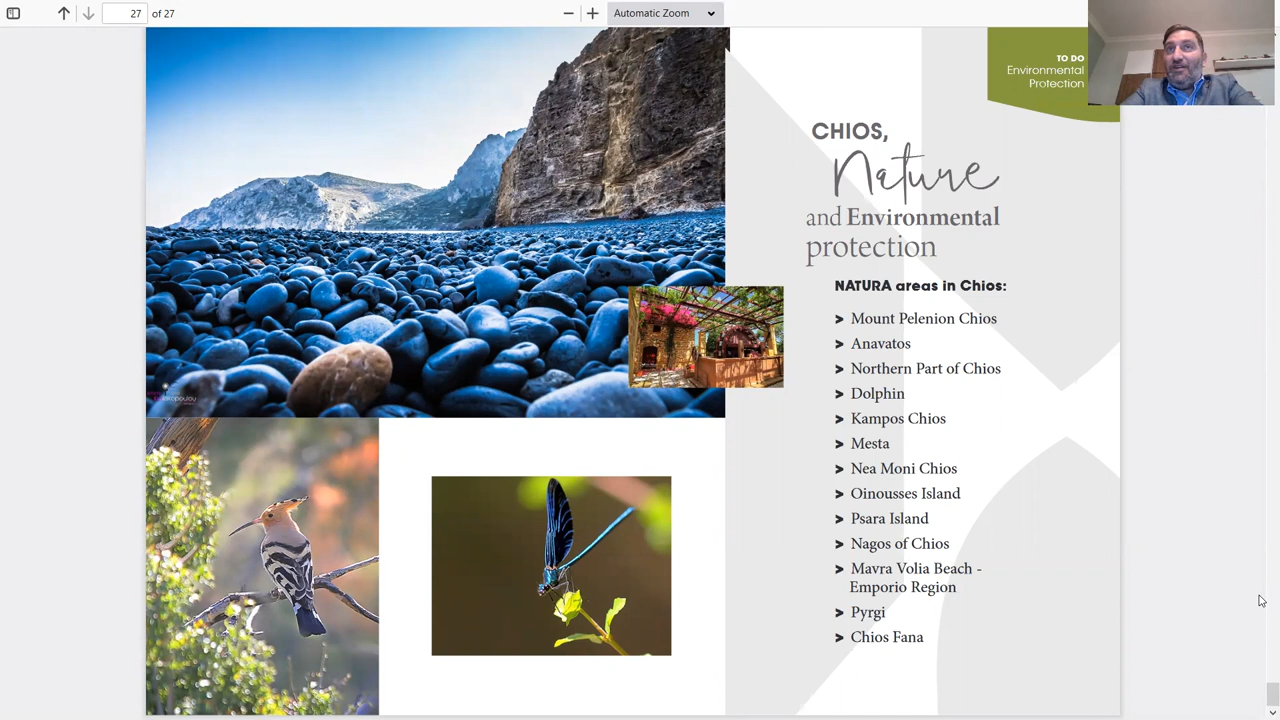 27
of 27
Automatic Zoom
TO DO
Environmental
Protection
CHIOS,
Nature
and Environmental
protection
NATURA areas in Chios:
> Mount Pelenion Chios
> Anavatos
> Northern Part of Chios
> Dolphin
> Kampos Chios
> Mesta
> Nea Moni Chios
> Oinousses Island
> Psara Island
> Nagos of Chios
> Mavra Volia Beach -
Emporio Region
> Pyrgi
> Chios Fana